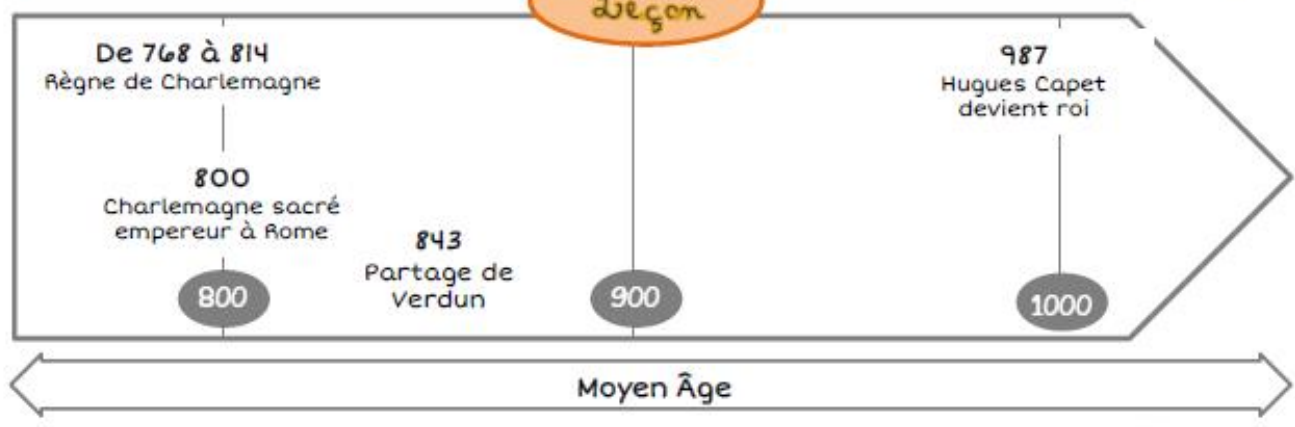 Leçon
De 768 à 814
Règne de Charlemagne
800
Charlemagne sacré
empereur à Rome
843
Partage de
Verdun
987
Hugues Capet
devient roi
800
900
1000
Moyen Âge